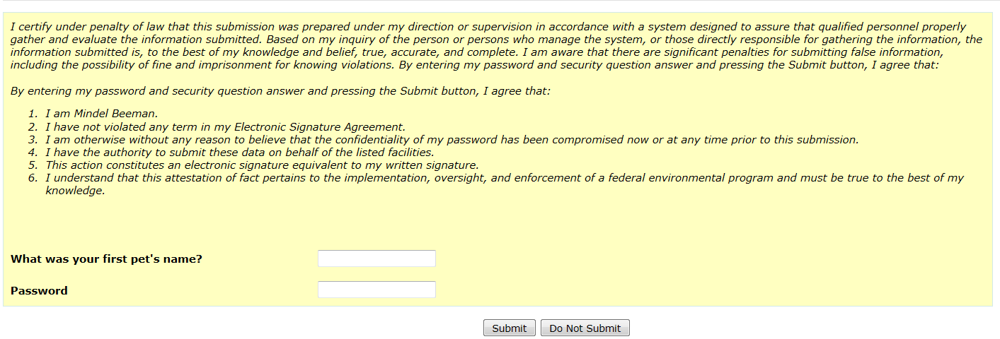 I certify under penalty of law that this submission was prepared under my direction or supervision in accordance with a system designed to assure that qualified personnel properly
gather and evaluate the information submitted. Based on my inquiry of the person or persons who manage the system, or those directly responsible for gathering the information, the
information submitted is, to the best of my knowledge and belief, true, accurate, and complete. I am aware that there are significant penalties for submitting false information,
including the possibility of fine and imprisonment for knowing violations. By entering my password and security question answer and pressing the Submit button, I agree that:
By entering my password and security question answer and pressing the Submit button, I agree that:
1. I am Mindel Beeman.
2. I have not violated any term in my Electronic Signature Agreement.
3. I am otherwise without any reason to believe that the confidentiality of my password has been compromised now or at any time prior to this submission.
4. I have the authority to submit these data on behalf of the listed facilities.
5. This action constitutes an electronic signature equivalent to my written signature.
6. I understand that this attestation of fact pertains to the implementation, oversight, and enforcement of a federal environmental program and must be true to the best of my
knowledge.
What was your first pet's name?
Password
Submit Do Not Submit